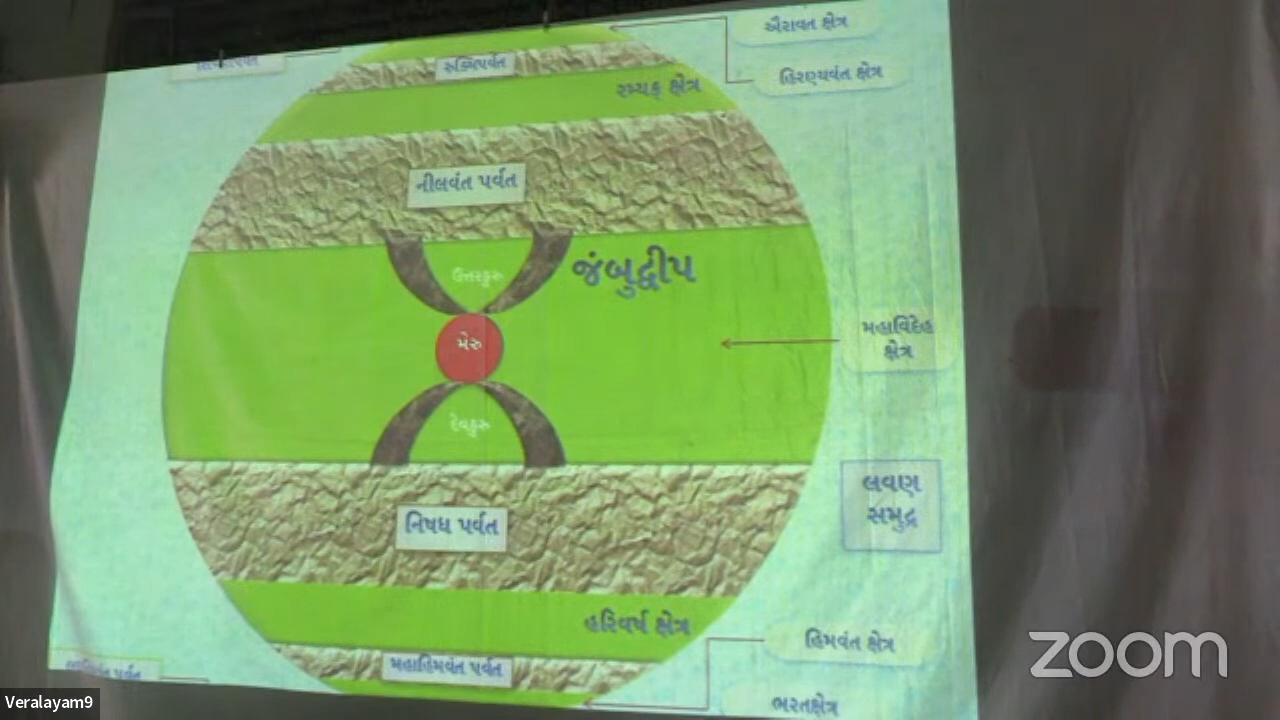 ઐરાવત ક્ષેત્ર
રુક્મિપર્વત
હિરણ્યવંત ક્ષેત્ર
રમ્યક્ ક્ષેત્ર
નીલવંત પર્વત
ઉત્તરકુરુ
જંબુદ્વીપ
મેરુ
મહાવિદેહ
ક્ષેત્ર
દેવકુરુ
લવણ
સમુદ્ર
નિષધ પર્વત
હરિવર્ષ ક્ષેત્ર
હિમવંત ક્ષેત્ર
મહાહિમવંત પર્વત
ભરતક્ષેત્ર
zoom
Veralayam9